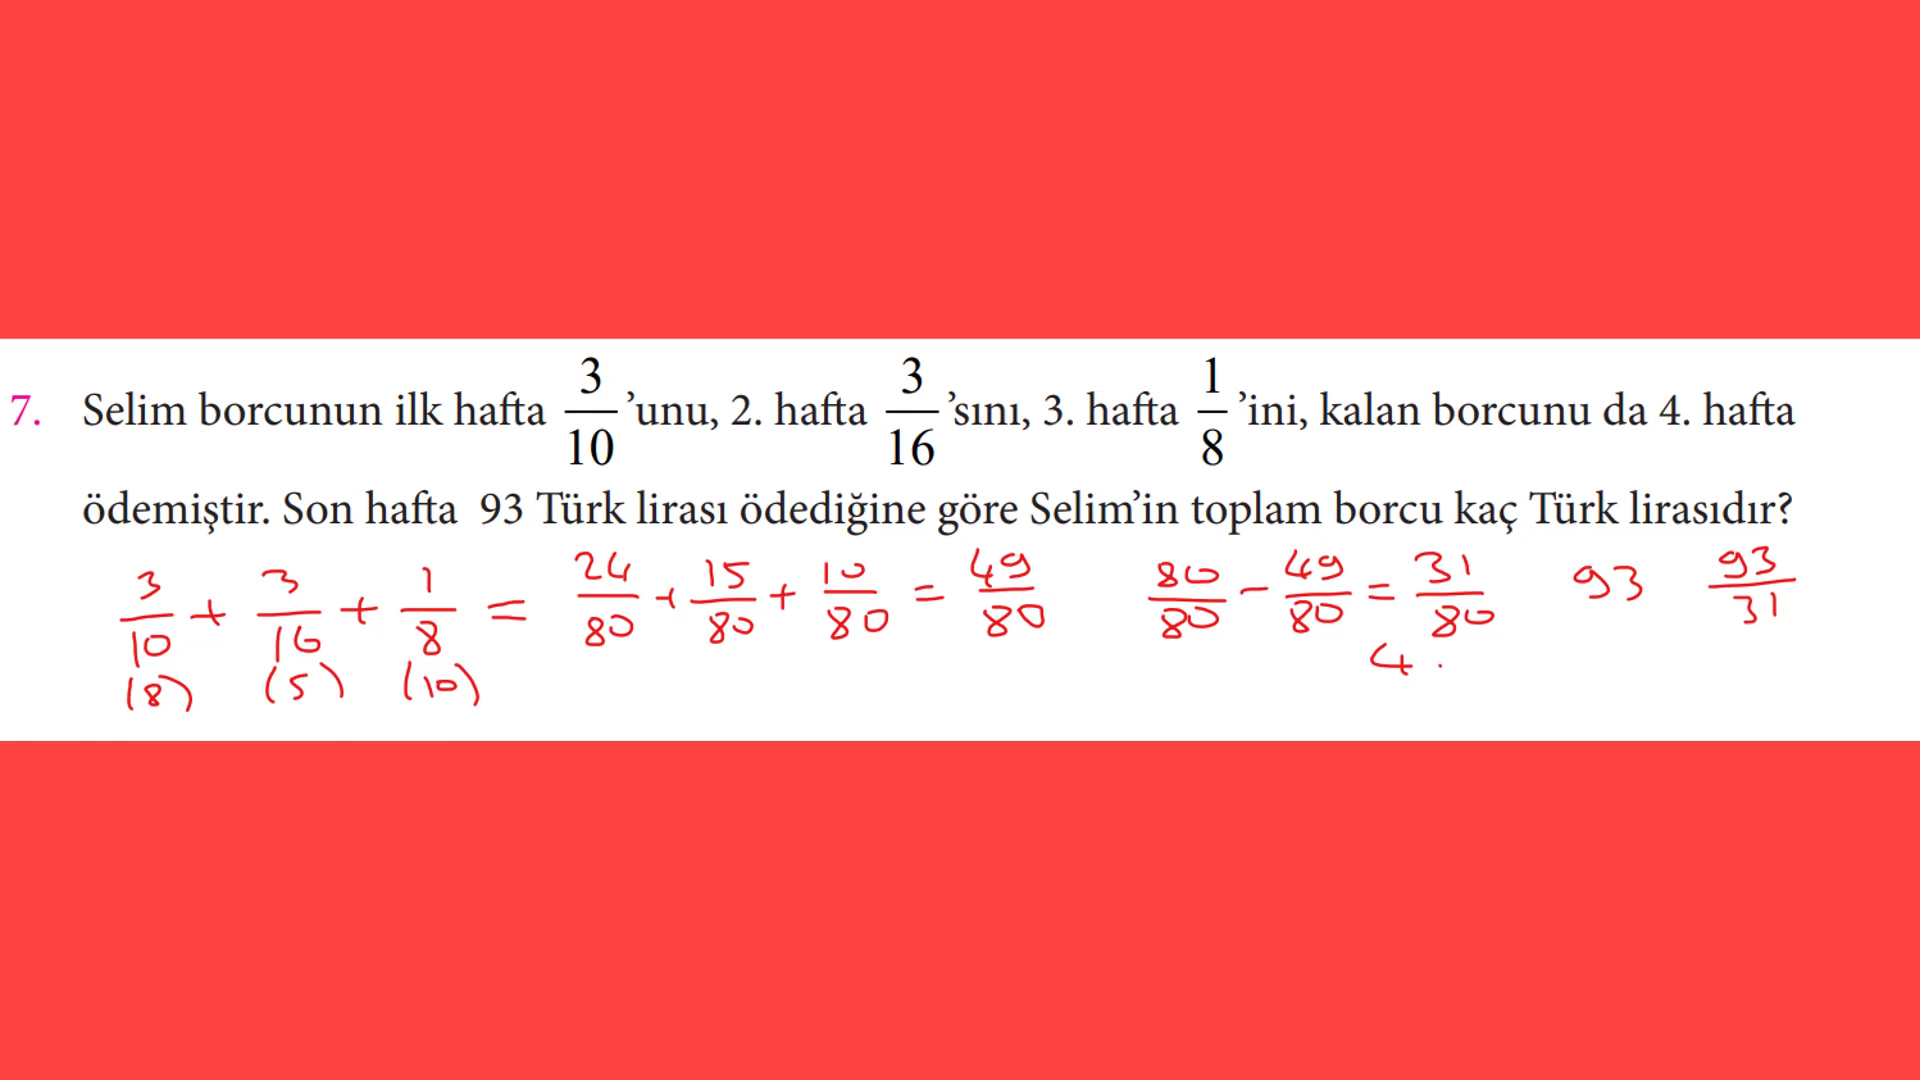 7. Selim borcunun ilk hafta 3/10 ’unu, 2. hafta 3/16 ’sını, 3. hafta 1/8 ’ini, kalan borcunu da 4. hafta
ödemiştir. Son hafta 93 Türk lirası ödediğine göre Selim’in toplam borcu kaç Türk lirasıdır?
3/10 + 3/16 + 1/8 = 24/80 + 15/80 + 10/80 = 49/80 80/80 - 49/80 = 31/80 93 93/31
(8) (5) (10) 4.